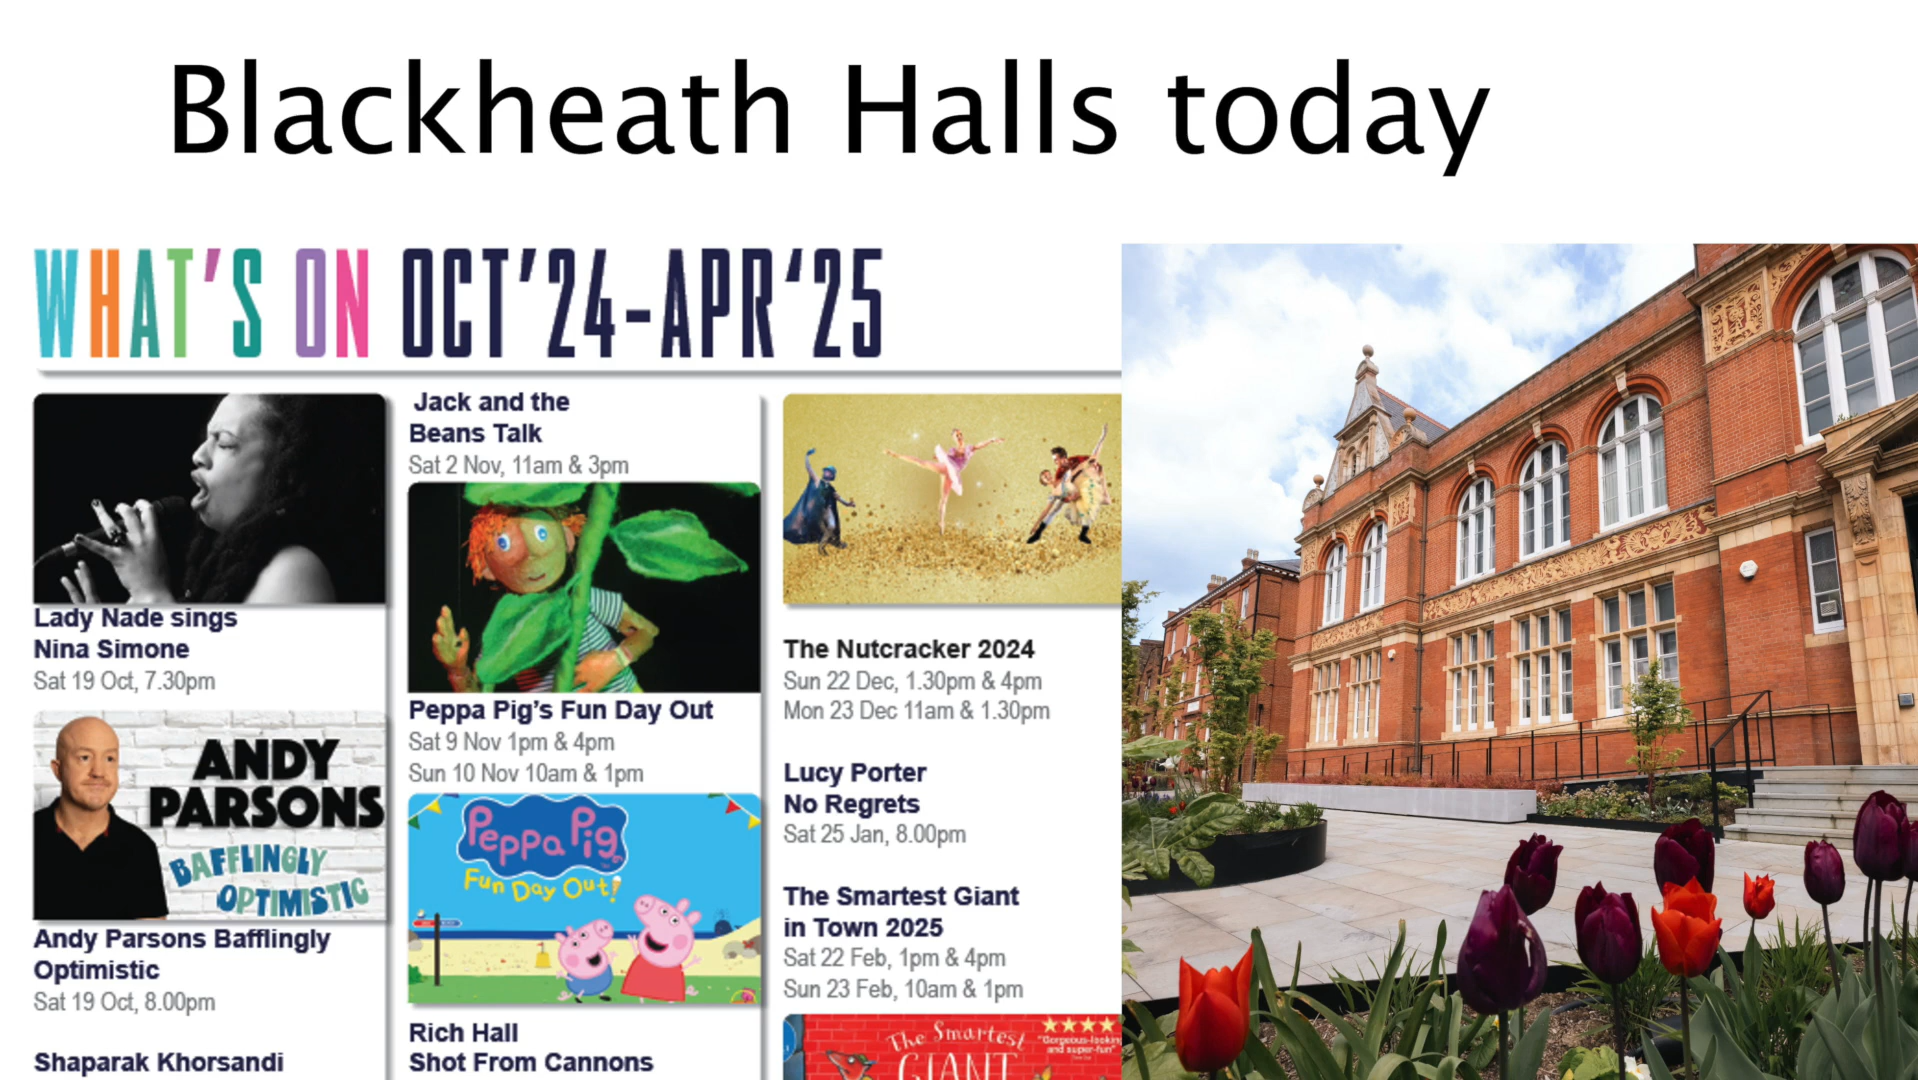 Blackheath Halls today
WHAT'S ON OCT'24-APR'25
Lady Nade sings
Nina Simone
Sat 19 Oct, 7.30pm
ANDY
PARSONS
BAFFLINGLY
OPTIMISTIC
Andy Parsons Bafflingly
Optimistic
Sat 19 Oct, 8.00pm
Shaparak Khorsandi
Jack and the
Beans Talk
Sat 2 Nov, 11am & 3pm
Peppa Pig's Fun Day Out
Sat 9 Nov 1pm & 4pm
Sun 10 Nov 10am & 1pm
Peppa Pig
Fun Day Out!
Rich Hall
Shot From Cannons
The Nutcracker 2024
Sun 22 Dec, 1.30pm & 4pm
Mon 23 Dec 11am & 1.30pm
Lucy Porter
No Regrets
Sat 25 Jan, 8.00pm
The Smartest Giant
in Town 2025
Sat 22 Feb, 1pm & 4pm
Sun 23 Feb, 10am & 1pm
The Smartest
GIANT
"Gorgeous-looking
and super-fun"